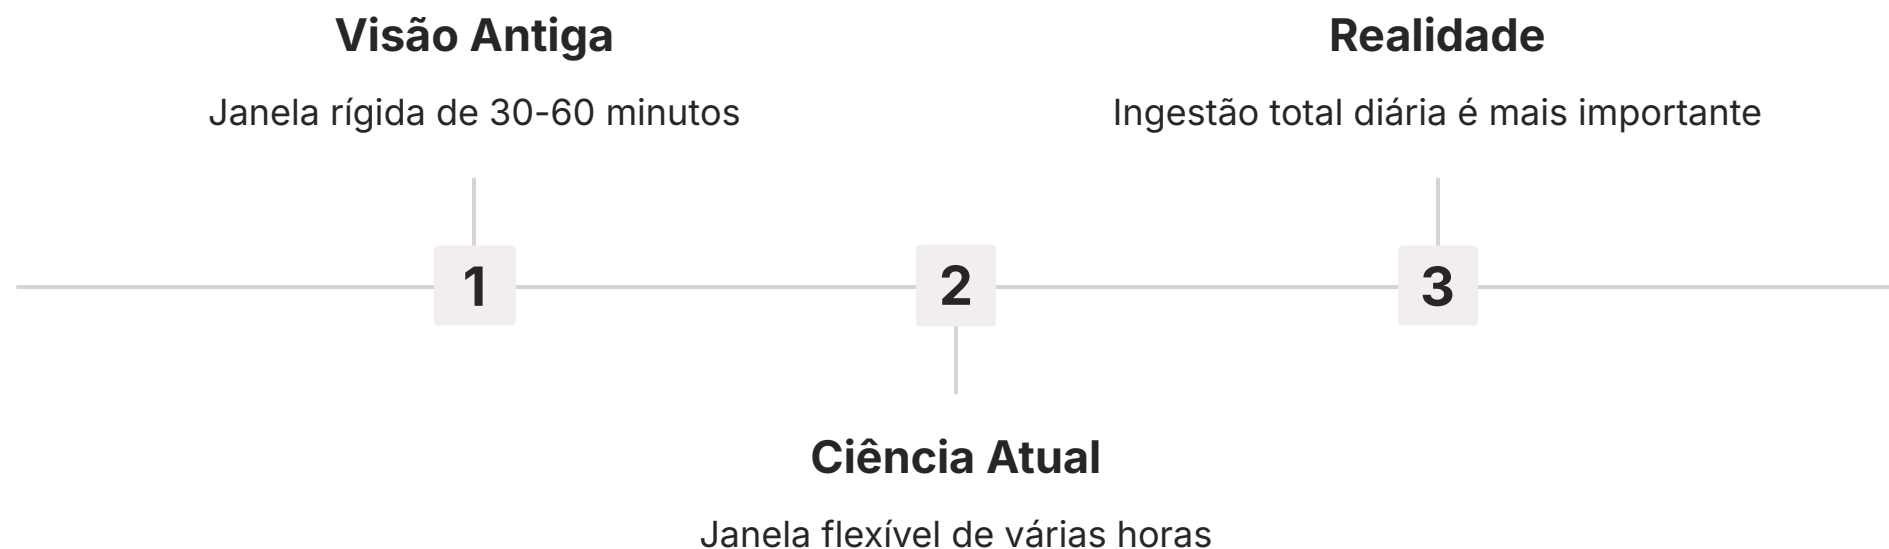 Visão Antiga
Janela rígida de 30-60 minutos
Realidade
Ingestão total diária é mais importante
1
2
3
Ciência Atual
Janela flexível de várias horas